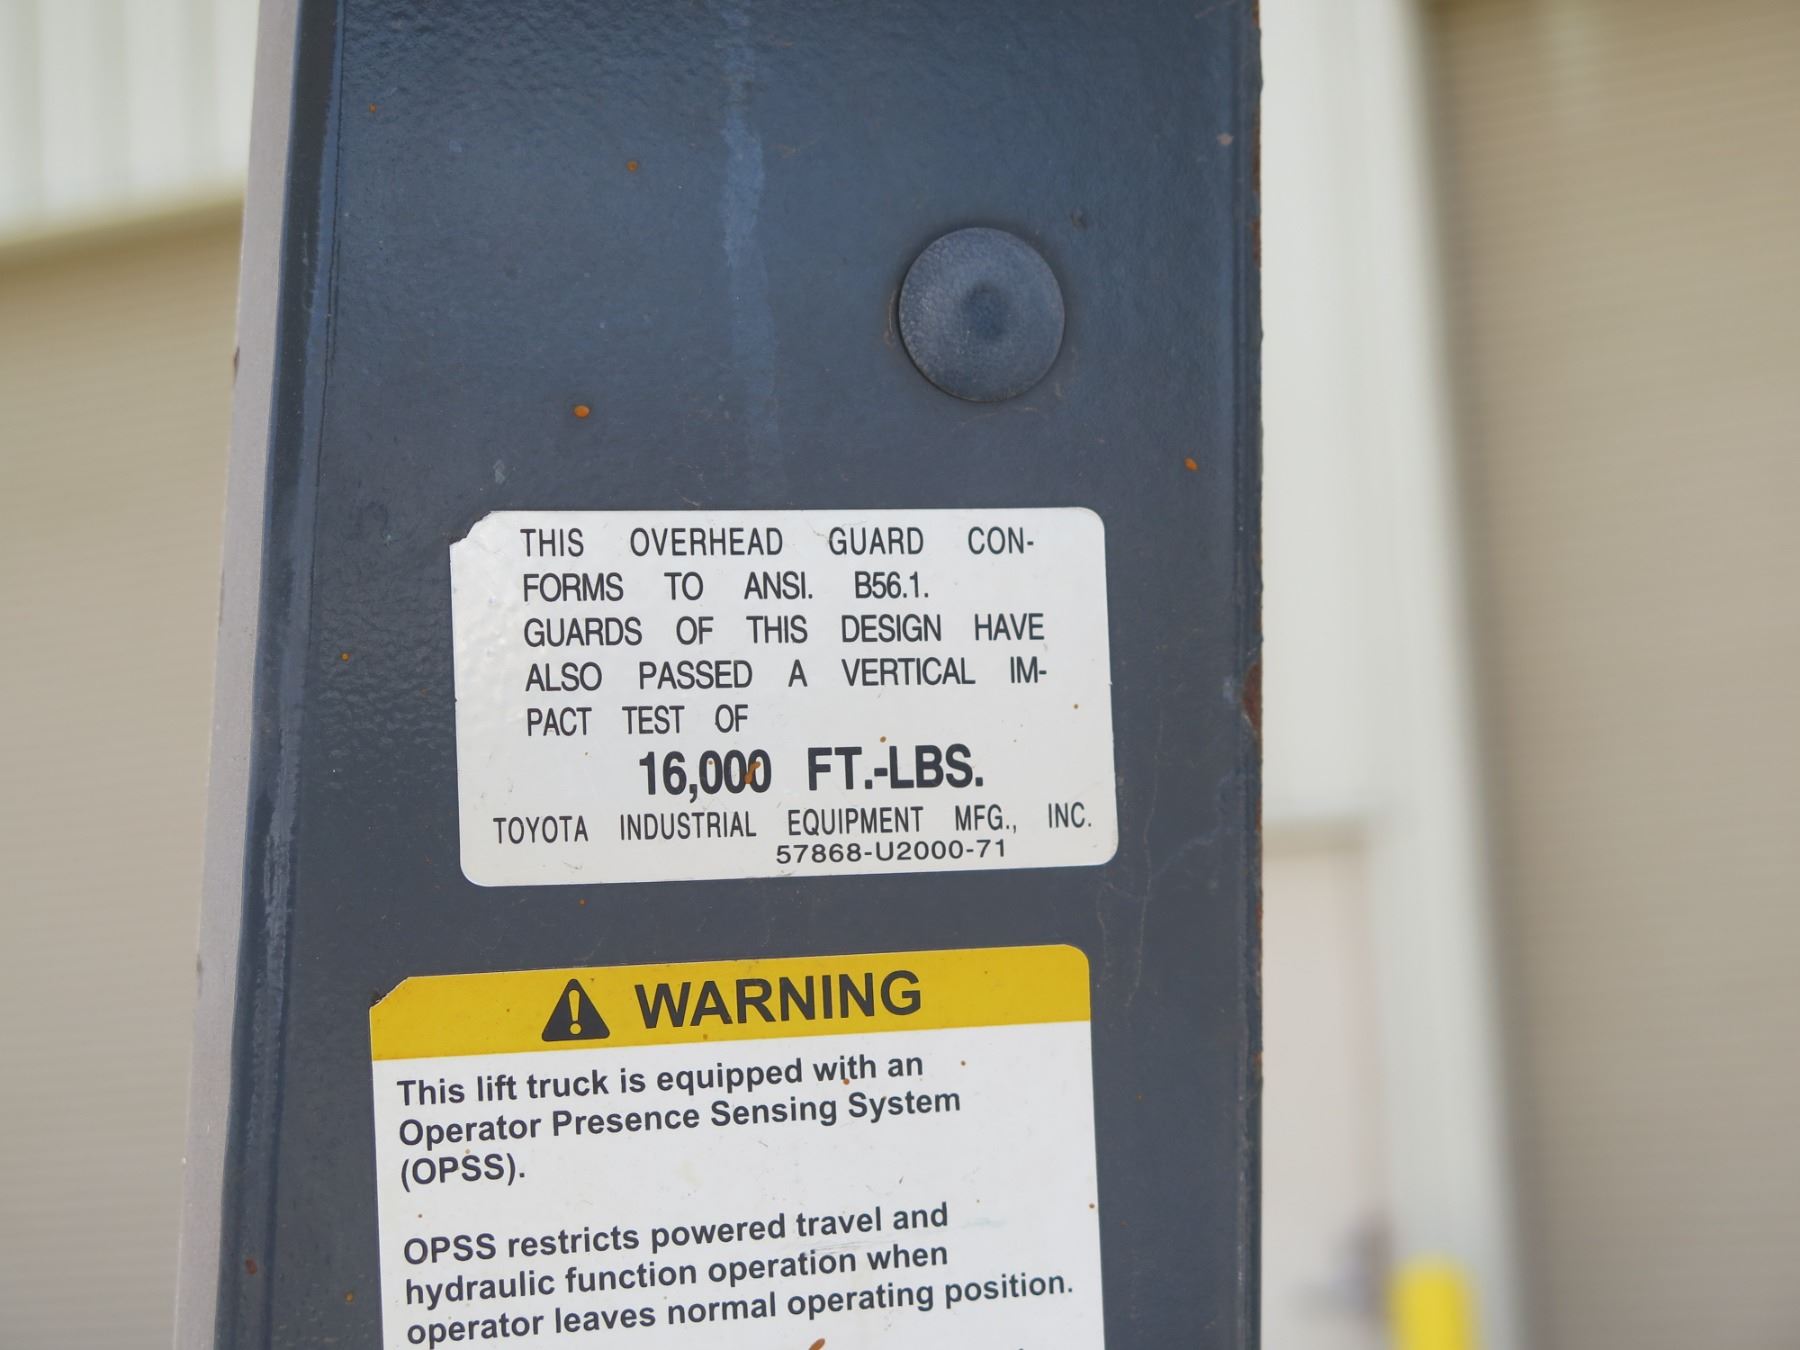 THIS OVERHEAD GUARD CON-
FORMS TO ANSI. B56.1.
GUARDS OF THIS DESIGN HAVE
ALSO PASSED A VERTICAL IM-
PACT TEST OF
16,000 FT.-LBS.
TOYOTA INDUSTRIAL EQUIPMENT MFG., INC.
57868-U2000-71
WARNING
This lift truck is equipped with an
Operator Presence Sensing System
(OPSS).
OPSS restricts powered travel and
hydraulic function operation when
operator leaves normal operating position.